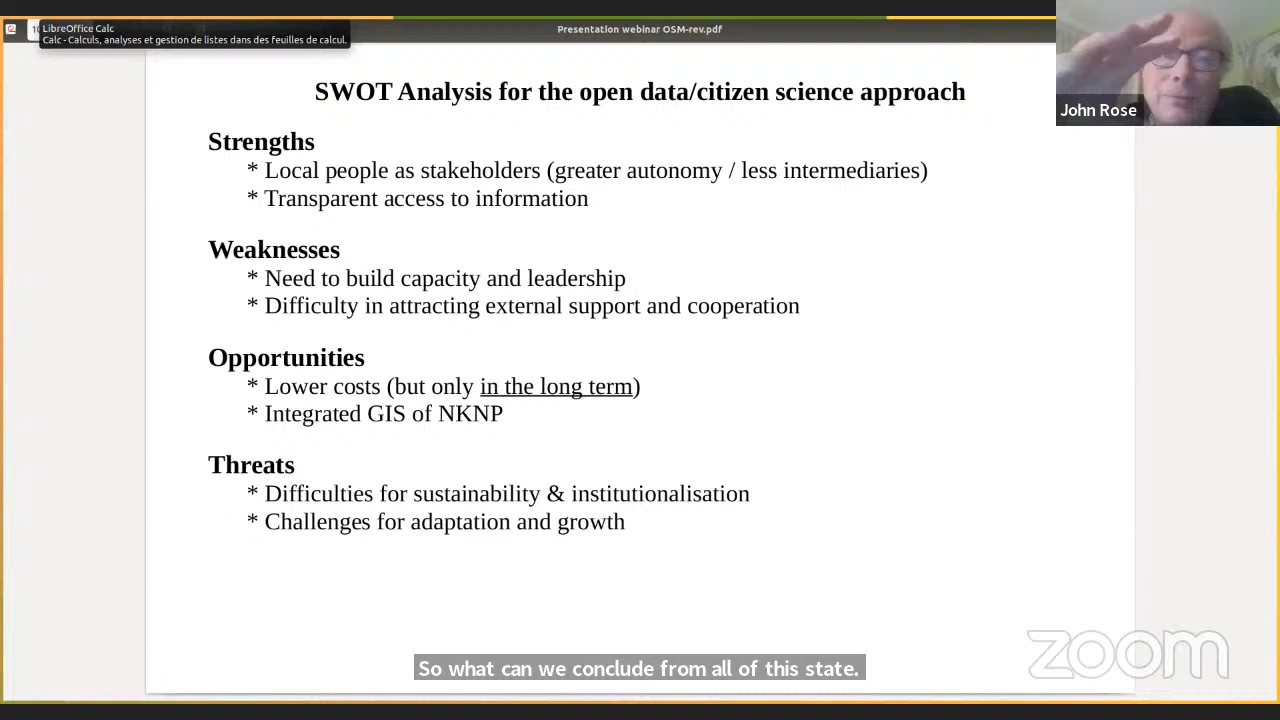 LibreOffice Calc
Calc - Calculs, analyses et gestion de listes dans des feuilles de calcul.
Presentation webinar OSM-rev.pdf
John Rose
SWOT Analysis for the open data/citizen science approach
Strengths
* Local people as stakeholders (greater autonomy / less intermediaries)
* Transparent access to information
Weaknesses
* Need to build capacity and leadership
* Difficulty in attracting external support and cooperation
Opportunities
* Lower costs (but only in the long term)
* Integrated GIS of NKNP
Threats
* Difficulties for sustainability & institutionalisation
* Challenges for adaptation and growth
So what can we conclude from all of this state.
zoom